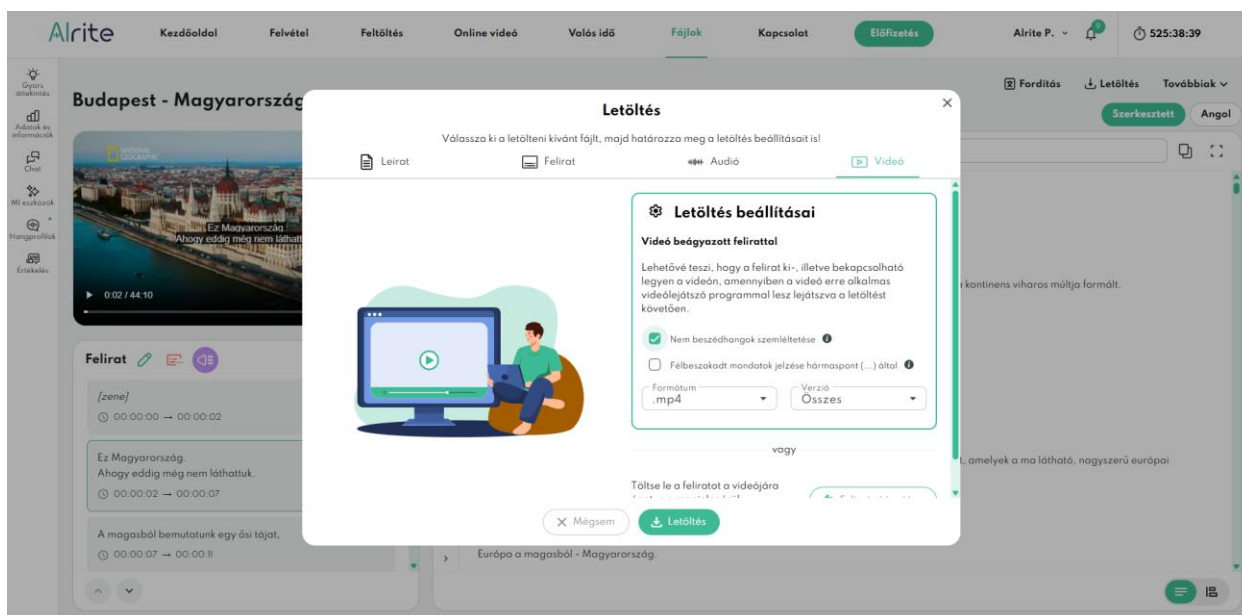 Alrite
Kezdőoldal
Felvétel
Feltöltés
Online videó
Valós idő
Fájlok
Kapcsolat
Előfizetés
Alrite P.
9
525:38:39
Gyors
áttekintés
Adatok és
információk
Chat
MI eszközök
Hangprofilok
Értékelés
Budapest - Magyarország
Fordítás
Letöltés
Továbbiak
Szerkesztett
Angol
NATIONAL
GEOGRAPHIC
Ez Magyarország.
Ahogy eddig még nem láthatt
0:02 / 44:10
Felirat
[zene]
00:00:00 → 00:00:02
Ez Magyarország.
Ahogy eddig még nem láthattuk.
00:00:02 → 00:00:07
A magasból bemutatunk egy ősi tájat,
00:00:07 → 00:00:11
Letöltés
Válassza ki a letölteni kívánt fájlt, majd határozza meg a letöltés beállításait is!
Leirat
Felirat
Audió
Videó
Letöltés beállításai
Videó beágyazott felirattal
Lehetővé teszi, hogy a felirat ki-, illetve bekapcsolható
legyen a videón, amennyiben a videó erre alkalmas
videólejátszó programmal lesz lejátszva a letöltést
követően.
Nem beszédhangok szemléltetése
Félbeszakadt mondatok jelzése hármaspont (...) által
Formátum
.mp4
Verzió
Összes
vagy
Töltse le a feliratot a videójára
Mégsem
Letöltés
kontinens viharos múltja formált.
, amelyek a ma látható, nagyszerű európai
Európa a magasból - Magyarország.